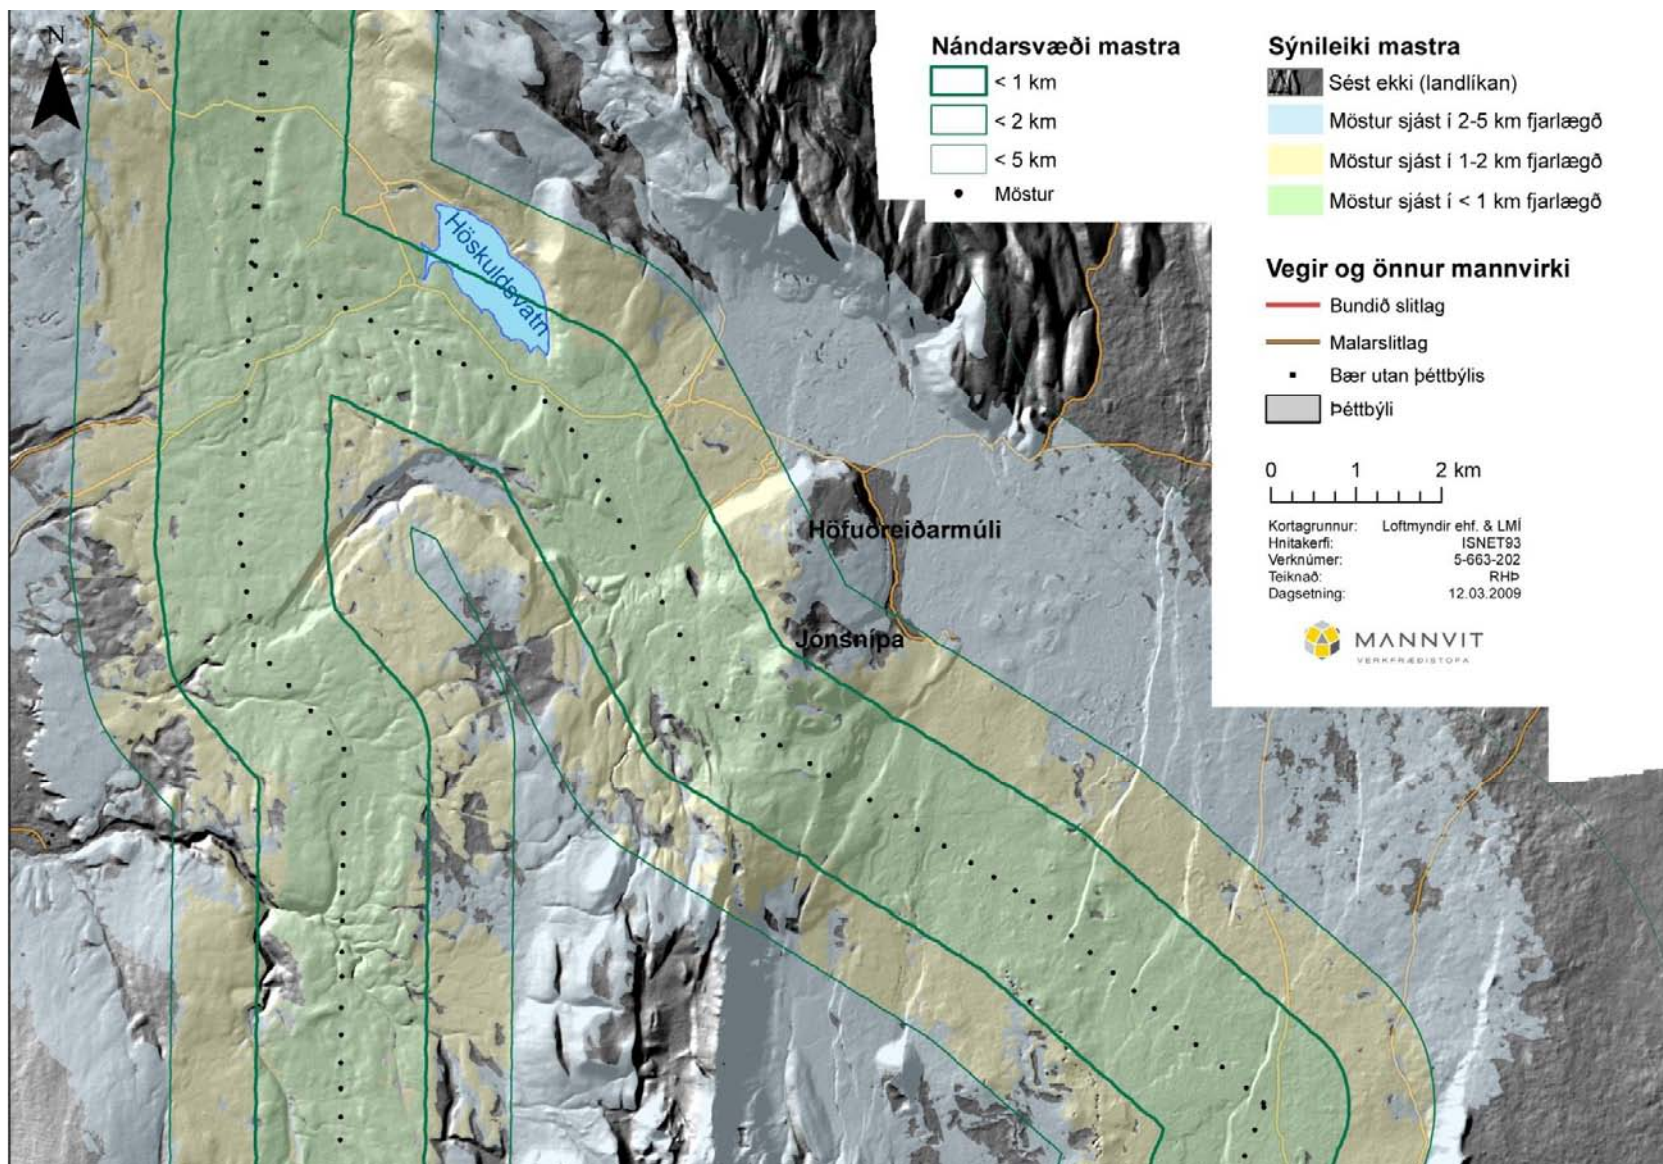 N
Nándarsvæði mastra
< 1 km
< 2 km
< 5 km
Möstur
Sýnileiki mastra
Sést ekki (landlíkan)
Möstur sjást í 2-5 km fjarlægð
Möstur sjást í 1-2 km fjarlægð
Möstur sjást í < 1 km fjarlægð
Vegir og önnur mannvirki
Bundið slitlag
Malarslitlag
Bær utan þéttbýlis
Þéttbýli
0 1 2 km
Kortagrunnur: Loftmyndir ehf. & LMÍ
Hnitakerfi: ISNET93
Verknúmer: 5-663-202
Teiknað: RHÞ
Dagsetning: 12.03.2009
MANNVIT
VERKFRÆÐISTOFA
Höskuldsvatn
Höfuðreiðarmúli
Jónsnípa